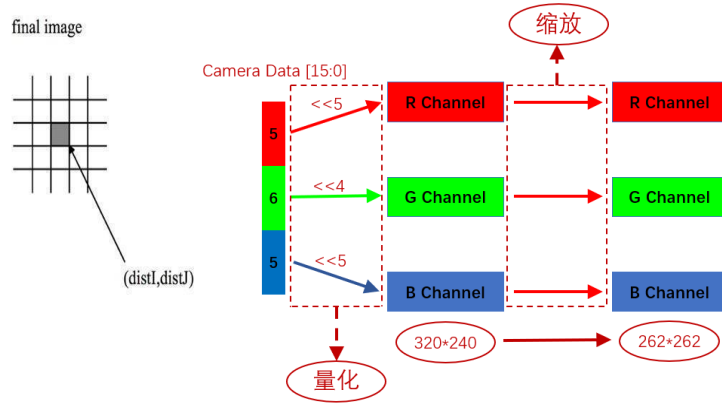 final image
(distI,distJ)
缩放
Camera Data [15:0]
5
6
5
<<5
<<4
<<5
R Channel
G Channel
B Channel
R Channel
G Channel
B Channel
320*240
262*262
量化